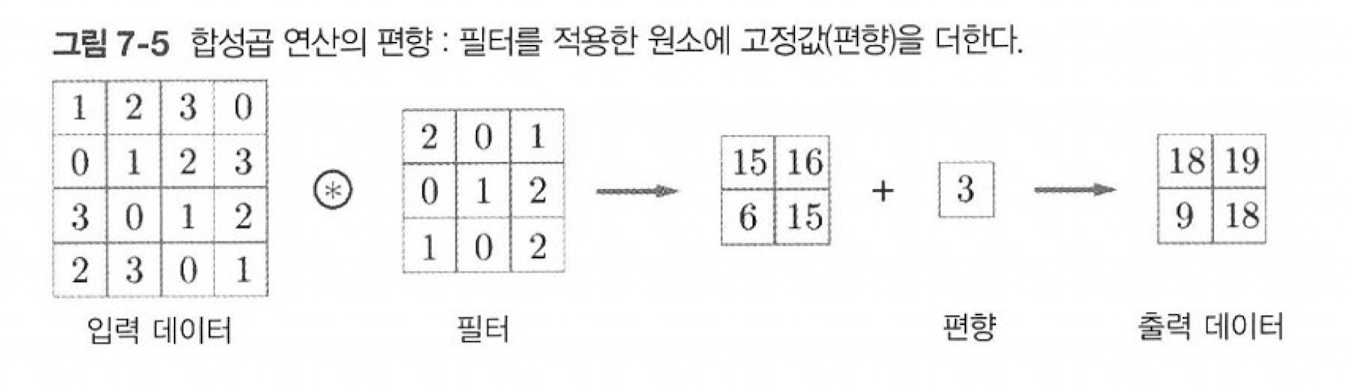 그림 7-5 합성곱 연산의 편향 : 필터를 적용한 원소에 고정값(편향)을 더한다.
1 2 3 0
0 1 2 3
3 0 1 2
2 3 0 1
⊛
2 0 1
0 1 2
1 0 2
15 16
6 15
+
3
18 19
9 18
입력 데이터
필터
편향
출력 데이터